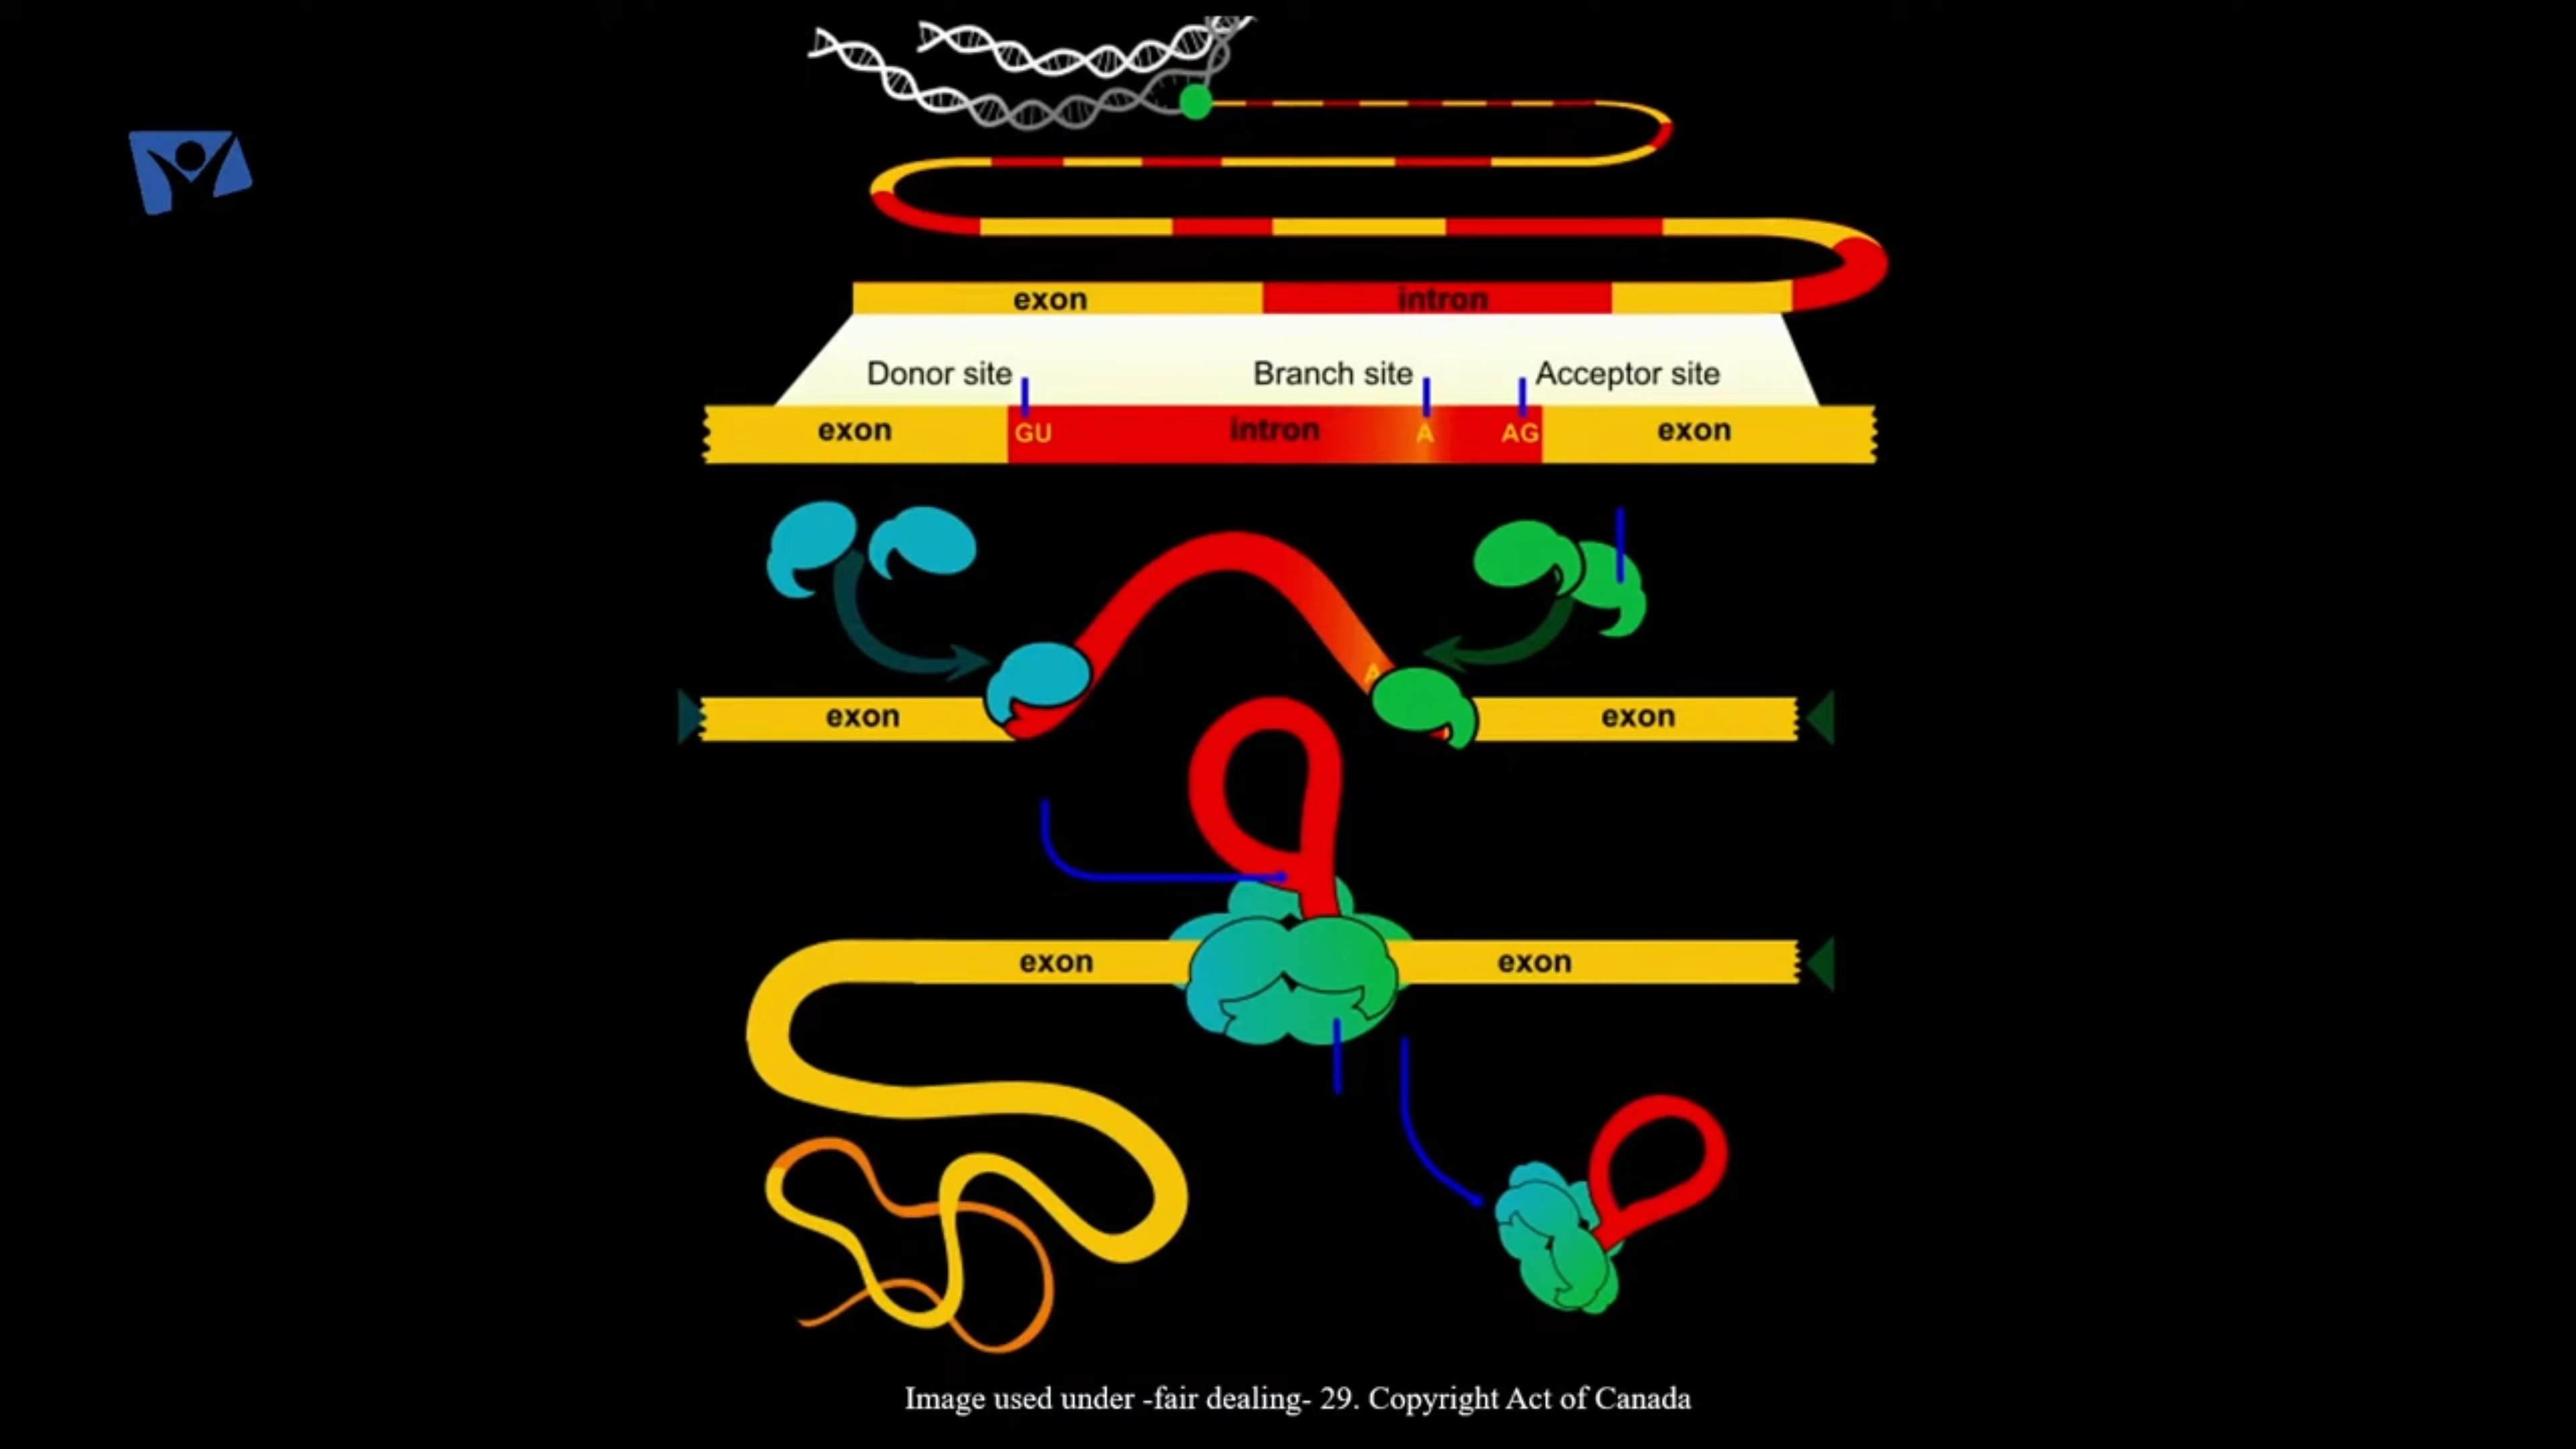 exon intron
Donor site Branch site Acceptor site
exon GU intron A AG exon
A
exon exon
exon exon
Image used under -fair dealing- 29. Copyright Act of Canada